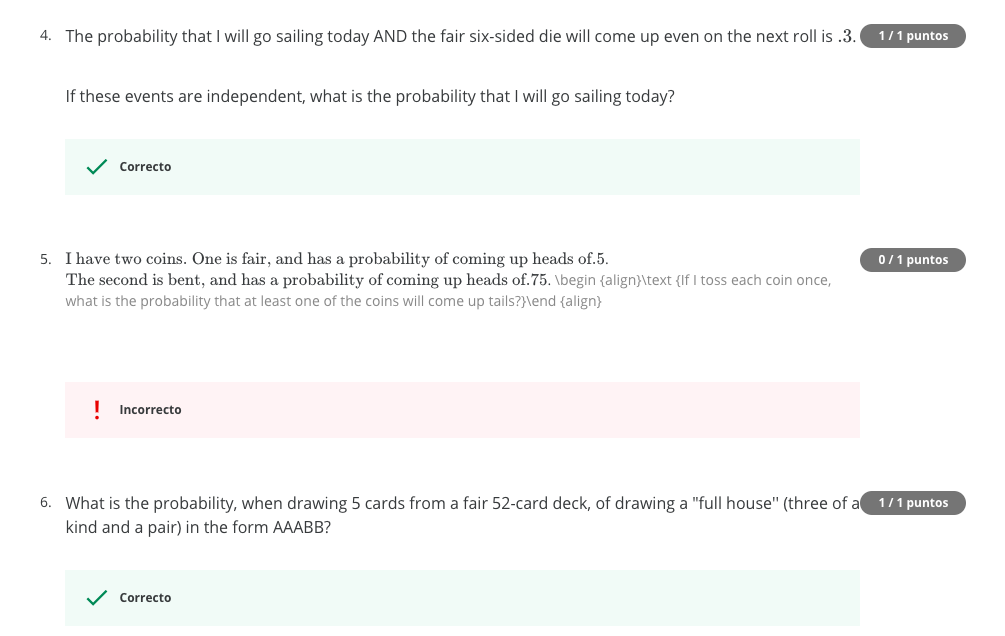 4. The probability that I will go sailing today AND the fair six-sided die will come up even on the next roll is .3. 1 / 1 puntos
If these events are independent, what is the probability that I will go sailing today?
Correcto
5. I have two coins. One is fair, and has a probability of coming up heads of.5. 0 / 1 puntos
The second is bent, and has a probability of coming up heads of.75. \begin {align}\text {If I toss each coin once,
what is the probability that at least one of the coins will come up tails?}\end {align}
Incorrecto
6. What is the probability, when drawing 5 cards from a fair 52-card deck, of drawing a "full house" (three of a 1 / 1 puntos
kind and a pair) in the form AAABB?
Correcto